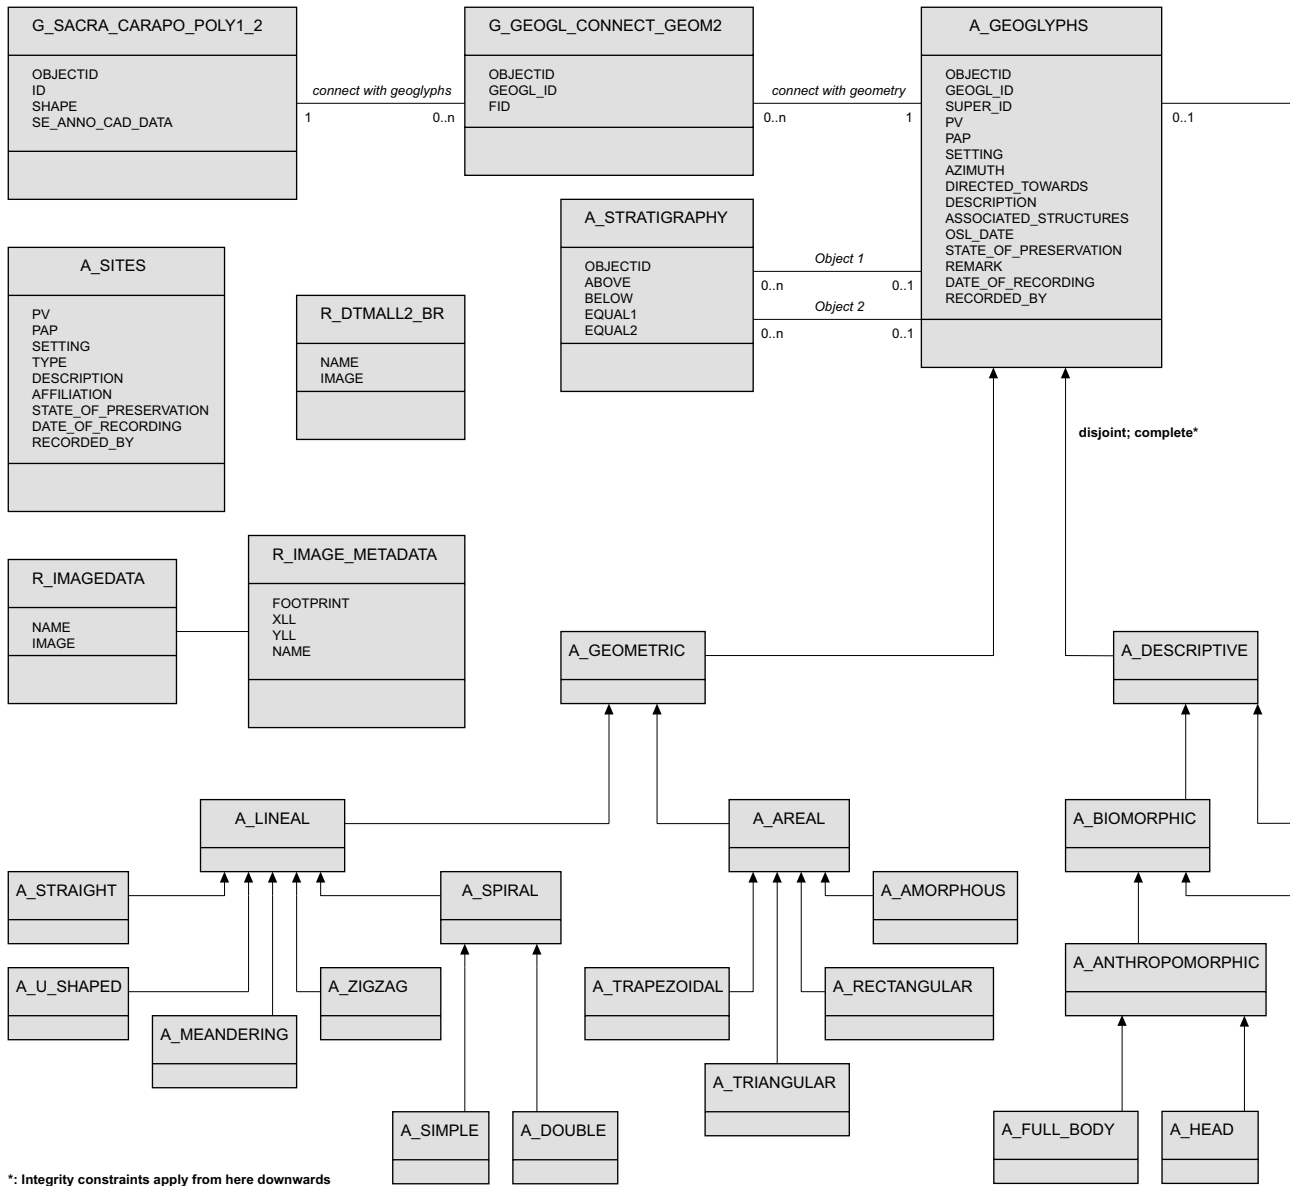 G_SACRA_CARAPO_POLY1_2
OBJECTID
ID
SHAPE
SE_ANNO_CAD_DATA
connect with geoglyphs
1
0..n
G_GEOGL_CONNECT_GEOM2
OBJECTID
GEOGL_ID
FID
connect with geometry
0..n
1
A_GEOGLYPHS
OBJECTID
GEOGL_ID
SUPER_ID
PV
PAP
SETTING
AZIMUTH
DIRECTED_TOWARDS
DESCRIPTION
ASSOCIATED_STRUCTURES
OSL_DATE
STATE_OF_PRESERVATION
REMARK
DATE_OF_RECORDING
RECORDED_BY
0..1
A_STRATIGRAPHY
OBJECTID
ABOVE
BELOW
EQUAL1
EQUAL2
Object 1
0..n
0..1
Object 2
0..n
0..1
A_SITES
PV
PAP
SETTING
TYPE
DESCRIPTION
AFFILIATION
STATE_OF_PRESERVATION
DATE_OF_RECORDING
RECORDED_BY
R_DTMALL2_BR
NAME
IMAGE
disjoint; complete*
R_IMAGEDATA
NAME
IMAGE
R_IMAGE_METADATA
FOOTPRINT
XLL
YLL
NAME
A_GEOMETRIC
A_DESCRIPTIVE
A_LINEAL
A_AREAL
A_BIOMORPHIC
A_STRAIGHT
A_SPIRAL
A_AMORPHOUS
A_ANTHROPOMORPHIC
A_U_SHAPED
A_ZIGZAG
A_TRAPEZOIDAL
A_RECTANGULAR
A_MEANDERING
A_TRIANGULAR
A_SIMPLE
A_DOUBLE
A_FULL_BODY
A_HEAD
*: Integrity constraints apply from here downwards